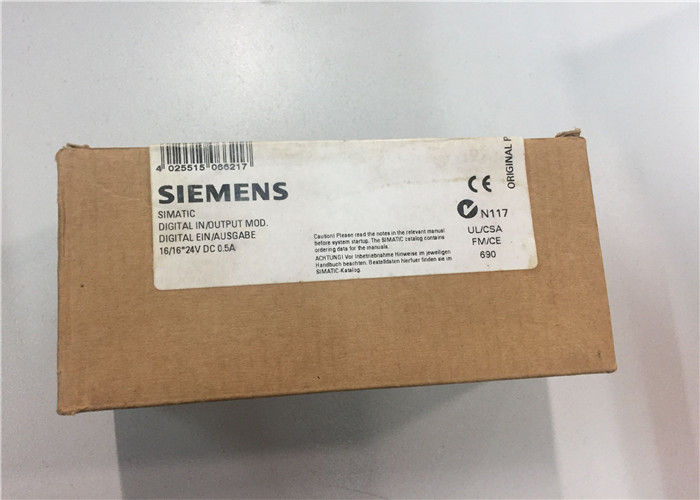 4 025515 066217
SIEMENS
SIMATIC
DIGITAL IN/OUTPUT MOD.
DIGITAL EIN/AUSGABE
16/16*24V DC 0.5A
Caution! Please read the notes in the relevant manual
before system startup. The SIMATIC catalog contains
ordering data for the manuals.
ACHTUNG! Vor Inbetriebnahme Hinweise im jeweiligen
Handbuch beachten. Bestelldaten hierfuer finden sie im
SIMATIC-Katalog.
CE
N117
UL/CSA
FM/CE
690
ORIGINAL